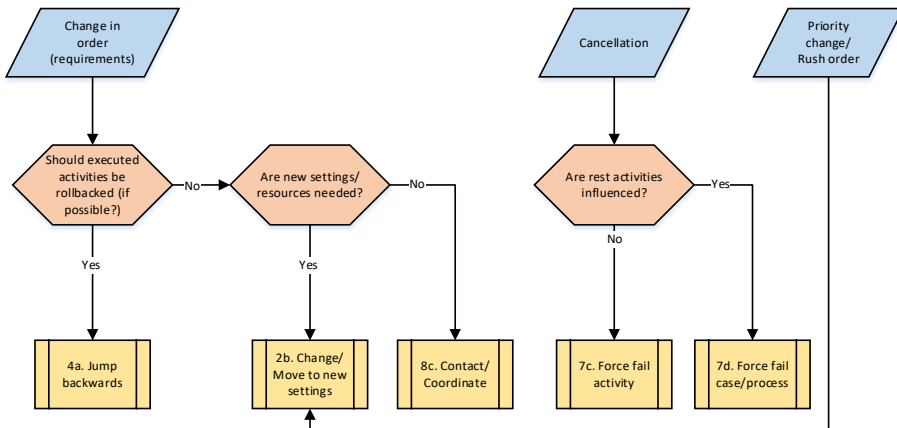 Change in
order
(requirements)
Cancellation
Priority
change/
Rush order
Should executed
activities be
rollbacked (if
possible?)
No
Are new settings/
resources needed?
No
Are rest activities
influenced?
Yes
No
Yes
Yes
4a. Jump
backwards
2b. Change/
Move to new
settings
8c. Contact/
Coordinate
7c. Force fail
activity
7d. Force fail
case/process